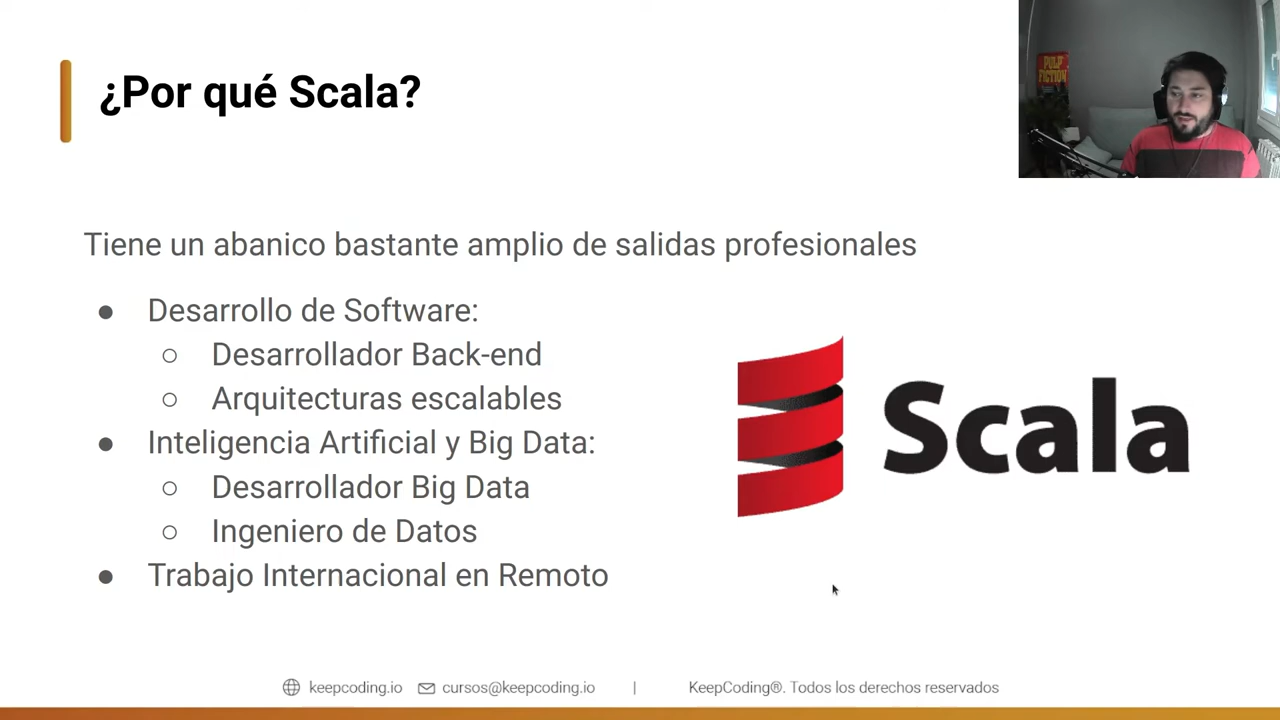 ¿Por qué Scala?
PULP
FICTION
Tiene un abanico bastante amplio de salidas profesionales
● Desarrollo de Software:
○ Desarrollador Back-end
○ Arquitecturas escalables
● Inteligencia Artificial y Big Data:
○ Desarrollador Big Data
○ Ingeniero de Datos
● Trabajo Internacional en Remoto
Scala
keepcoding.io cursos@keepcoding.io | KeepCoding®. Todos los derechos reservados